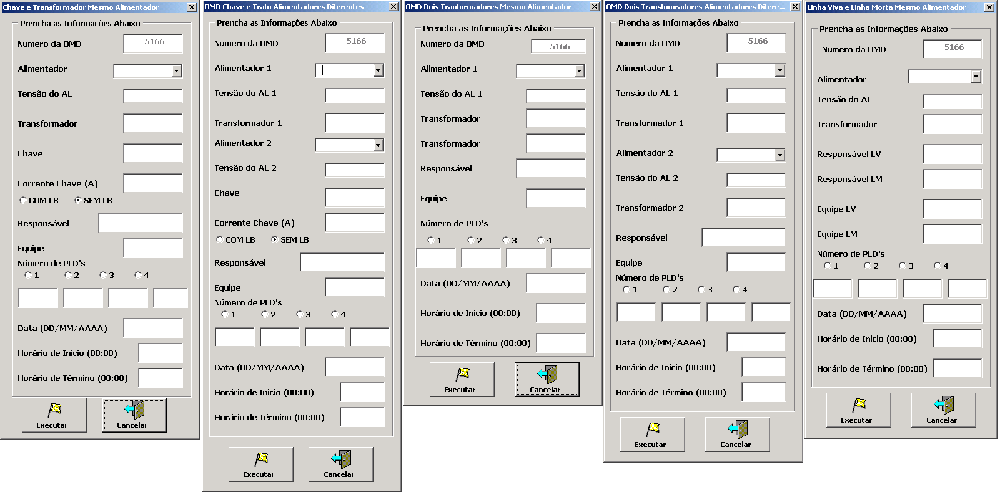 Chave e Transformador Mesmo Alimentador
Prencha as Informações Abaixo
Numero da OMD 5166
Alimentador
Tensão do AL
Transformador
Chave
Corrente Chave (A)
COM LB SEM LB
Responsável
Equipe
Número de PLD's
1 2 3 4
Data (DD/MM/AAAA)
Horário de Inicio (00:00)
Horário de Término (00:00)
Executar Cancelar
OMD Chave e Trafo Alimentadores Diferentes
Prencha as Informações Abaixo
Numero da OMD 5166
Alimentador 1
Tensão do AL 1
Transformador 1
Alimentador 2
Tensão do AL 2
Chave
Corrente Chave (A)
COM LB SEM LB
Responsável
Equipe
Número de PLD's
1 2 3 4
Data (DD/MM/AAAA)
Horário de Inicio (00:00)
Horário de Término (00:00)
Executar Cancelar
OMD Dois Tranformadores Mesmo Alimentador
Prencha as Informações Abaixo
Numero da OMD 5166
Alimentador 1
Tensão do AL 1
Transformador
Transformador
Responsável
Equipe
Número de PLD's
1 2 3 4
Data (DD/MM/AAAA)
Horário de Inicio (00:00)
Horário de Término (00:00)
Executar Cancelar
OMD Dois Transfomradores Alimentadores Difere...
Prencha as Informações Abaixo
Numero da OMD 5166
Alimentador 1
Tensão do AL 1
Transformador 1
Alimentador 2
Tensão do AL 2
Transformador 2
Responsável
Equipe
Número de PLD's
1 2 3 4
Data (DD/MM/AAAA)
Horário de Inicio (00:00)
Horário de Término (00:00)
Executar Cancelar
Linha Viva e Linha Morta Mesmo Alimentador
Prencha as Informações Abaixo
Numero da OMD 5166
Alimentador
Tensão do AL
Transformador
Responsável LV
Responsável LM
Equipe LV
Equipe LM
Número de PLD's
1 2 3 4
Data (DD/MM/AAAA)
Horário de Inicio (00:00)
Horário de Término (00:00)
Executar Cancelar